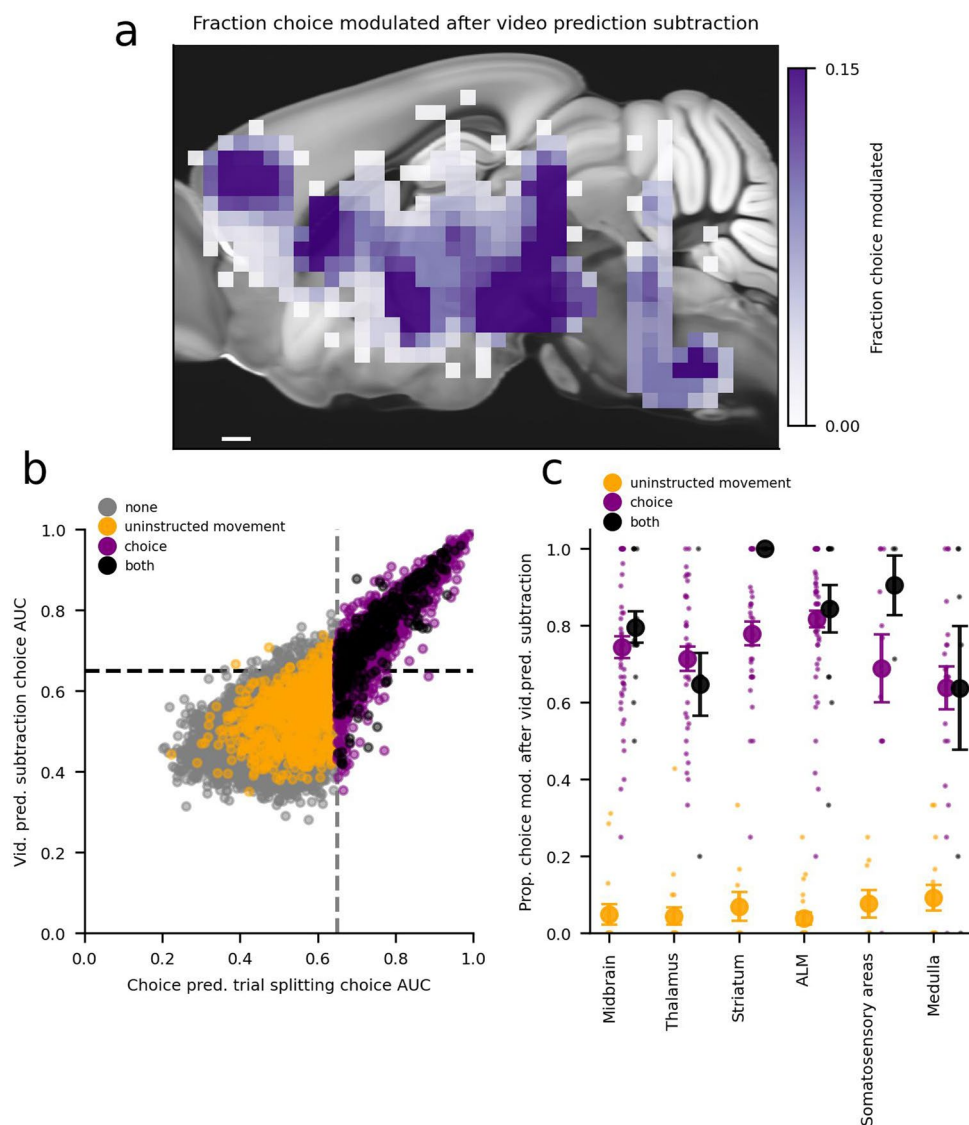 a
Fraction choice modulated after video prediction subtraction
0.15
0.00
Fraction choice modulated
b
none
uninstructed movement
choice
both
1.0
0.8
0.6
0.4
0.2
0.0
0.0
0.2
0.4
0.6
0.8
1.0
Vid. pred. subtraction choice AUC
Choice pred. trial splitting choice AUC
c
uninstructed movement
choice
both
1.0
0.8
0.6
0.4
0.2
0.0
Prop. choice mod. after vid.pred. subtraction
Midbrain
Thalamus
Striatum
ALM
Somatosensory areas
Medulla